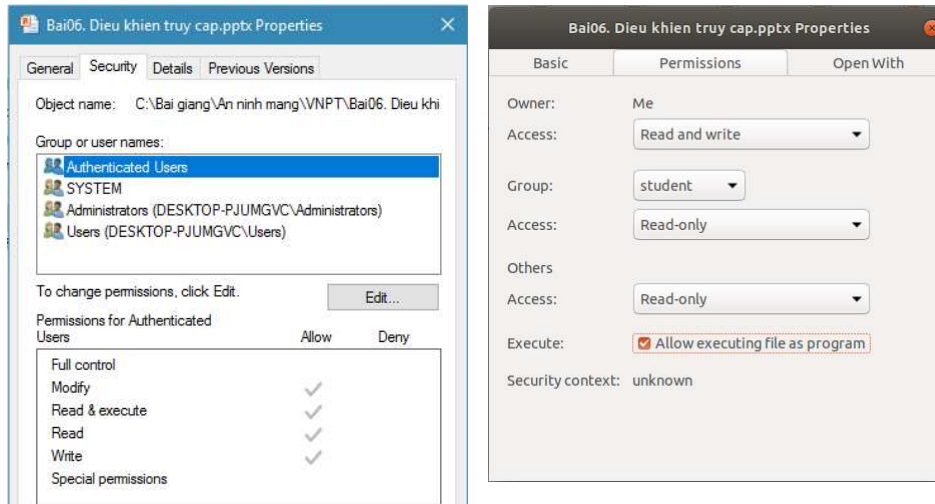 Bai06. Dieu khien truy cap.pptx Properties
General Security Details Previous Versions
Object name: C:\Bai giang\An ninh mang\VNPT\Bai06. Dieu khi
Group or user names:
Authenticated Users
SYSTEM
Administrators (DESKTOP-PJUMGVC\Administrators)
Users (DESKTOP-PJUMGVC\Users)
To change permissions, click Edit.
Edit...
Permissions for Authenticated
Users Allow Deny
Full control
Modify
Read & execute
Read
Write
Special permissions
Bai06. Dieu khien truy cap.pptx Properties
Basic Permissions Open With
Owner: Me
Access: Read and write
Group: student
Access: Read-only
Others
Access: Read-only
Execute: Allow executing file as program
Security context: unknown